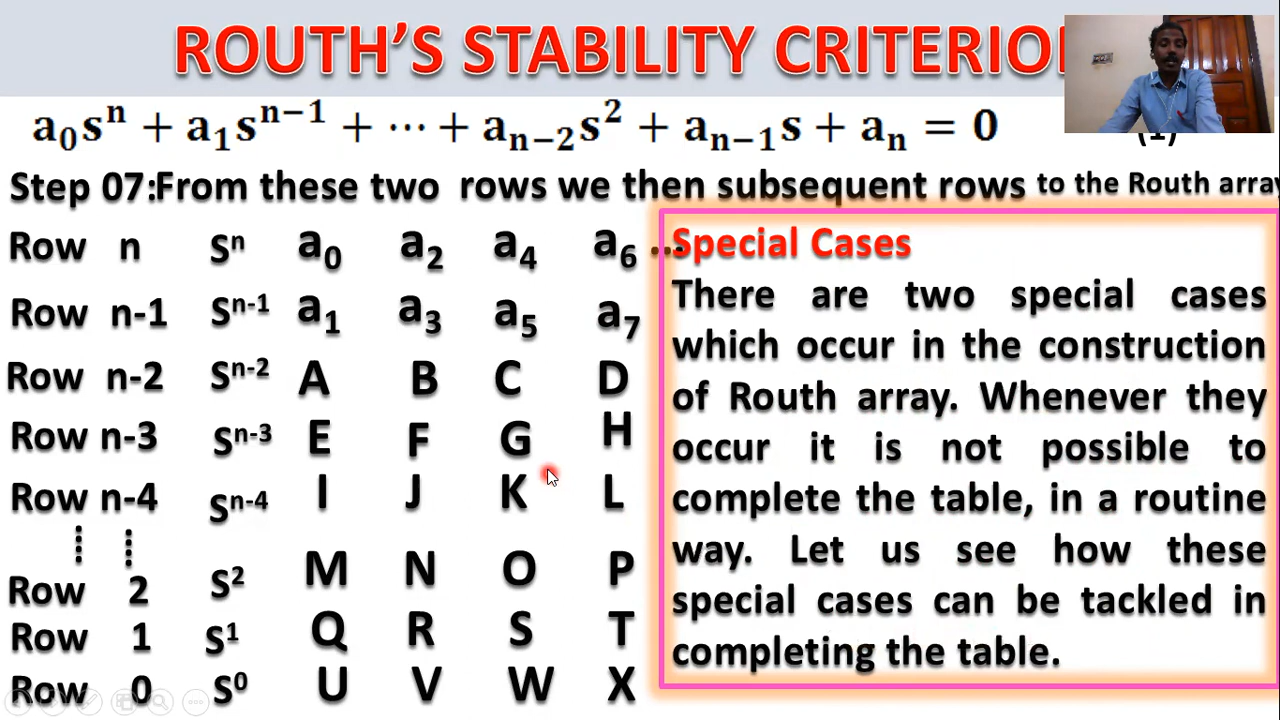 ROUTH'S STABILITY CRITERIO
a₀sⁿ + a₁sⁿ⁻¹ + ⋯ + aₙ₋₂s² + aₙ₋₁s + aₙ = 0 (1)
Step 07:From these two rows we then subsequent rows to the Routh array
Row n Sⁿ a₀ a₂ a₄ a₆ ...
Row n-1 Sⁿ⁻¹ a₁ a₃ a₅ a₇
Row n-2 Sⁿ⁻² A B C D
Row n-3 Sⁿ⁻³ E F G H
Row n-4 Sⁿ⁻⁴ I J K L
Row 2 S² M N O P
Row 1 S¹ Q R S T
Row 0 S⁰ U V W X
Special Cases
There are two special cases
which occur in the construction
of Routh array. Whenever they
occur it is not possible to
complete the table, in a routine
way. Let us see how these
special cases can be tackled in
completing the table.